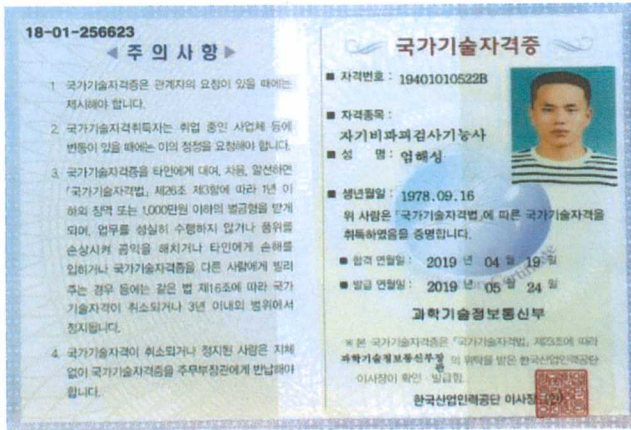 18-01-256623
◀ 주 의 사 항 ▶
1. 국가기술자격증은 관계자의 요청이 있을 때에는
제시해야 합니다.
2. 국가기술자격취득자는 취업 중인 사업체 등에
변동이 있을 때에는 이의 정정을 요청해야 합니다.
3. 국가기술자격증을 타인에게 대여, 차용, 알선하면
「국가기술자격법」 제26조 제3항에 따라 1년 이
하의 징역 또는 1,000만원 이하의 벌금형을 받게
되며, 업무를 성실히 수행하지 않거나 품위를
손상시켜 공익을 해치거나 타인에게 손해를
입히거나 국가기술자격증을 다른 사람에게 빌려
주는 경우 등에는 같은 법 제16조에 따라 국가
기술자격이 취소되거나 3년 이내의 범위에서
정지됩니다.
4. 국가기술자격이 취소되거나 정지된 사람은 지체
없이 국가기술자격증을 주무부장관에게 반납해야
합니다.
국가기술자격증
■ 자격번호 : 19401010522B
■ 자격종목 :
자기비파괴검사기능사
■ 성 명 : 엄해성
■ 생년월일 : 1978.09.16
위 사람은 「국가기술자격법」에 따른 국가기술자격을
취득하였음을 증명합니다.
■ 합격 연월일 : 2019 년 04 월 19 일
■ 발급 연월일 : 2019 년 05 월 24 일
과학기술정보통신부
※ 본 국가기술자격증은 「국가기술자격법」 제23조에 따라
과학기술정보통신부장관 의 위탁을 받은 한국산업인력공단
이사장이 확인 · 발급함.
한국산업인력공단 이사장(인)